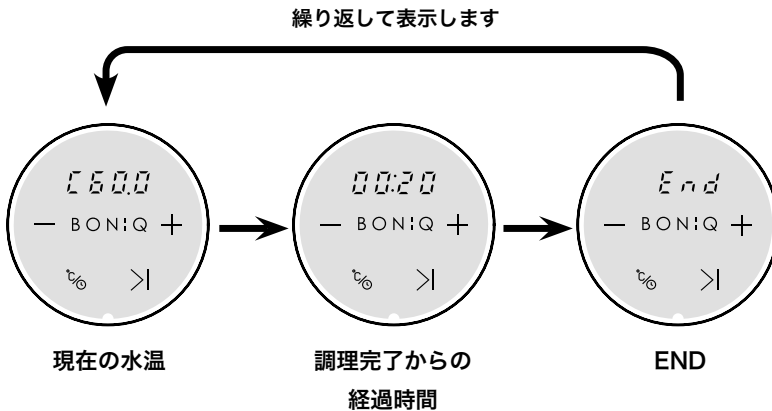 繰り返して表示します
C60.0
− BONIQ +
℃/
00:20
− BONIQ +
℃/
End
− BONIQ +
℃/
現在の水温
調理完了からの
経過時間
END